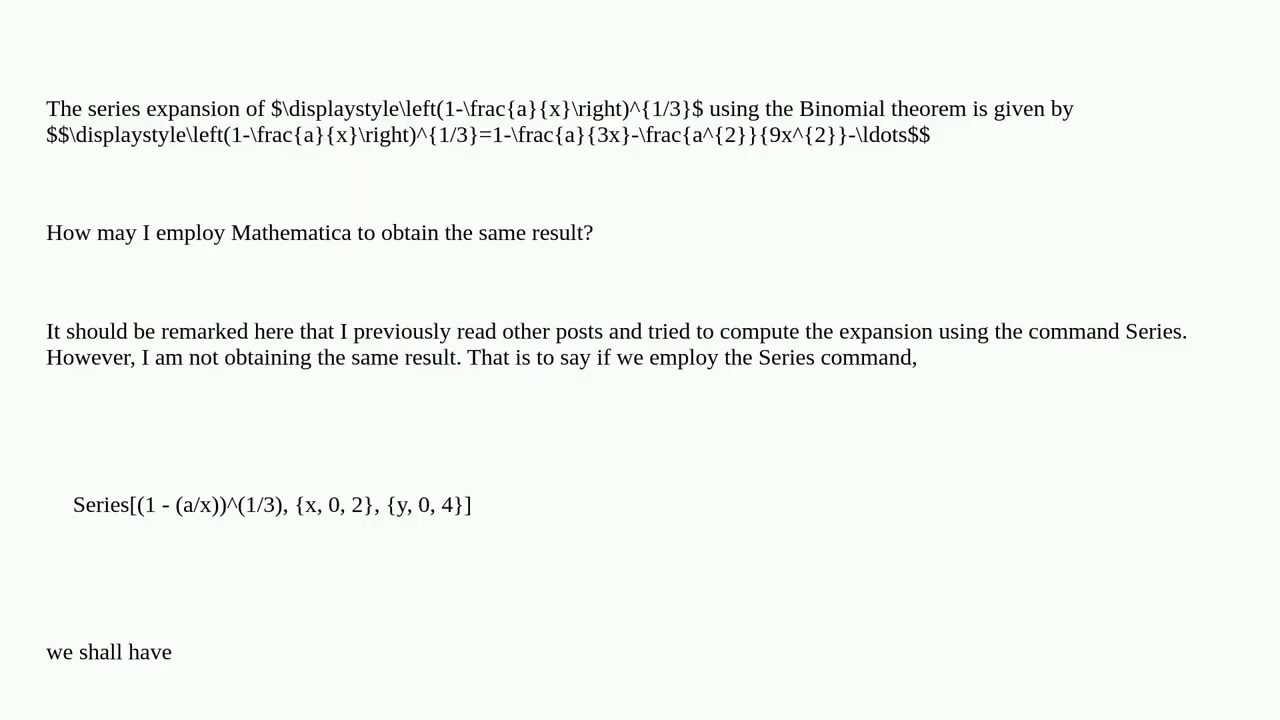 The series expansion of $\displaystyle\left(1-\frac{a}{x}\right)^{1/3}$ using the Binomial theorem is given by
$$\displaystyle\left(1-\frac{a}{x}\right)^{1/3}=1-\frac{a}{3x}-\frac{a^{2}}{9x^{2}}-\ldots$$
How may I employ Mathematica to obtain the same result?
It should be remarked here that I previously read other posts and tried to compute the expansion using the command Series.
However, I am not obtaining the same result. That is to say if we employ the Series command,
Series[(1 - (a/x))^(1/3), {x, 0, 2}, {y, 0, 4}]
we shall have